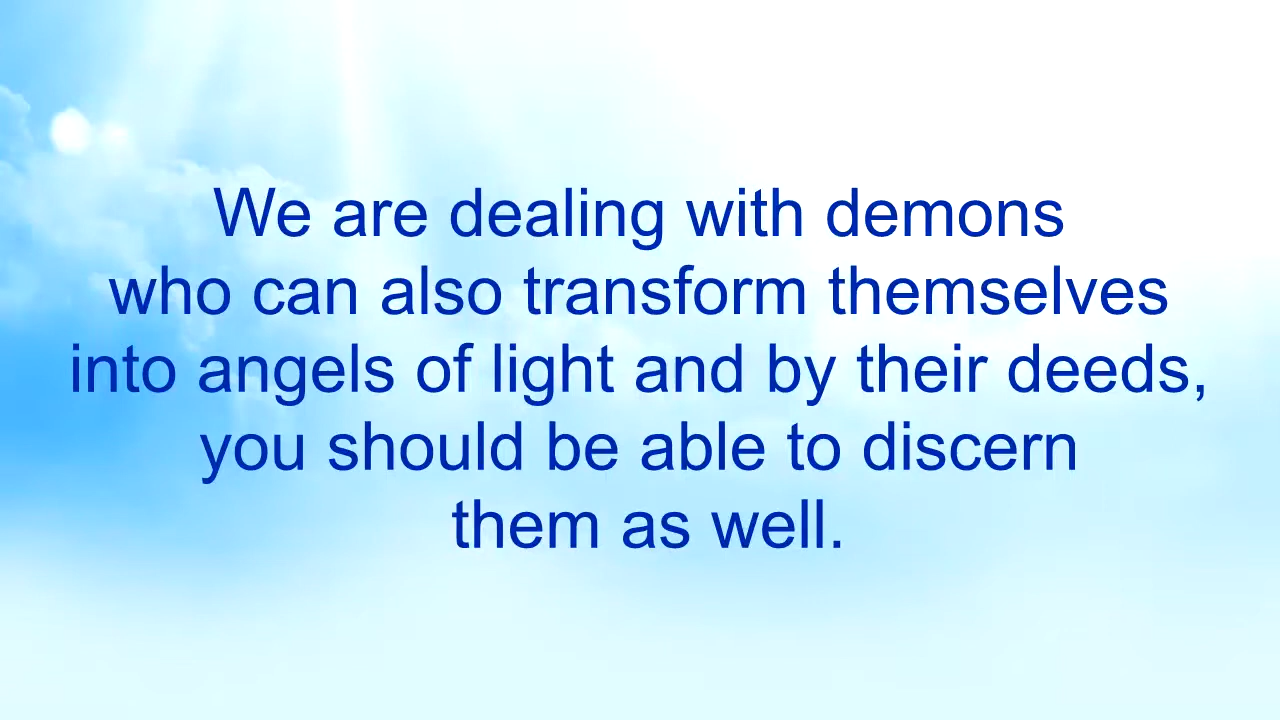 We are dealing with demons
who can also transform themselves
into angels of light and by their deeds,
you should be able to discern
them as well.